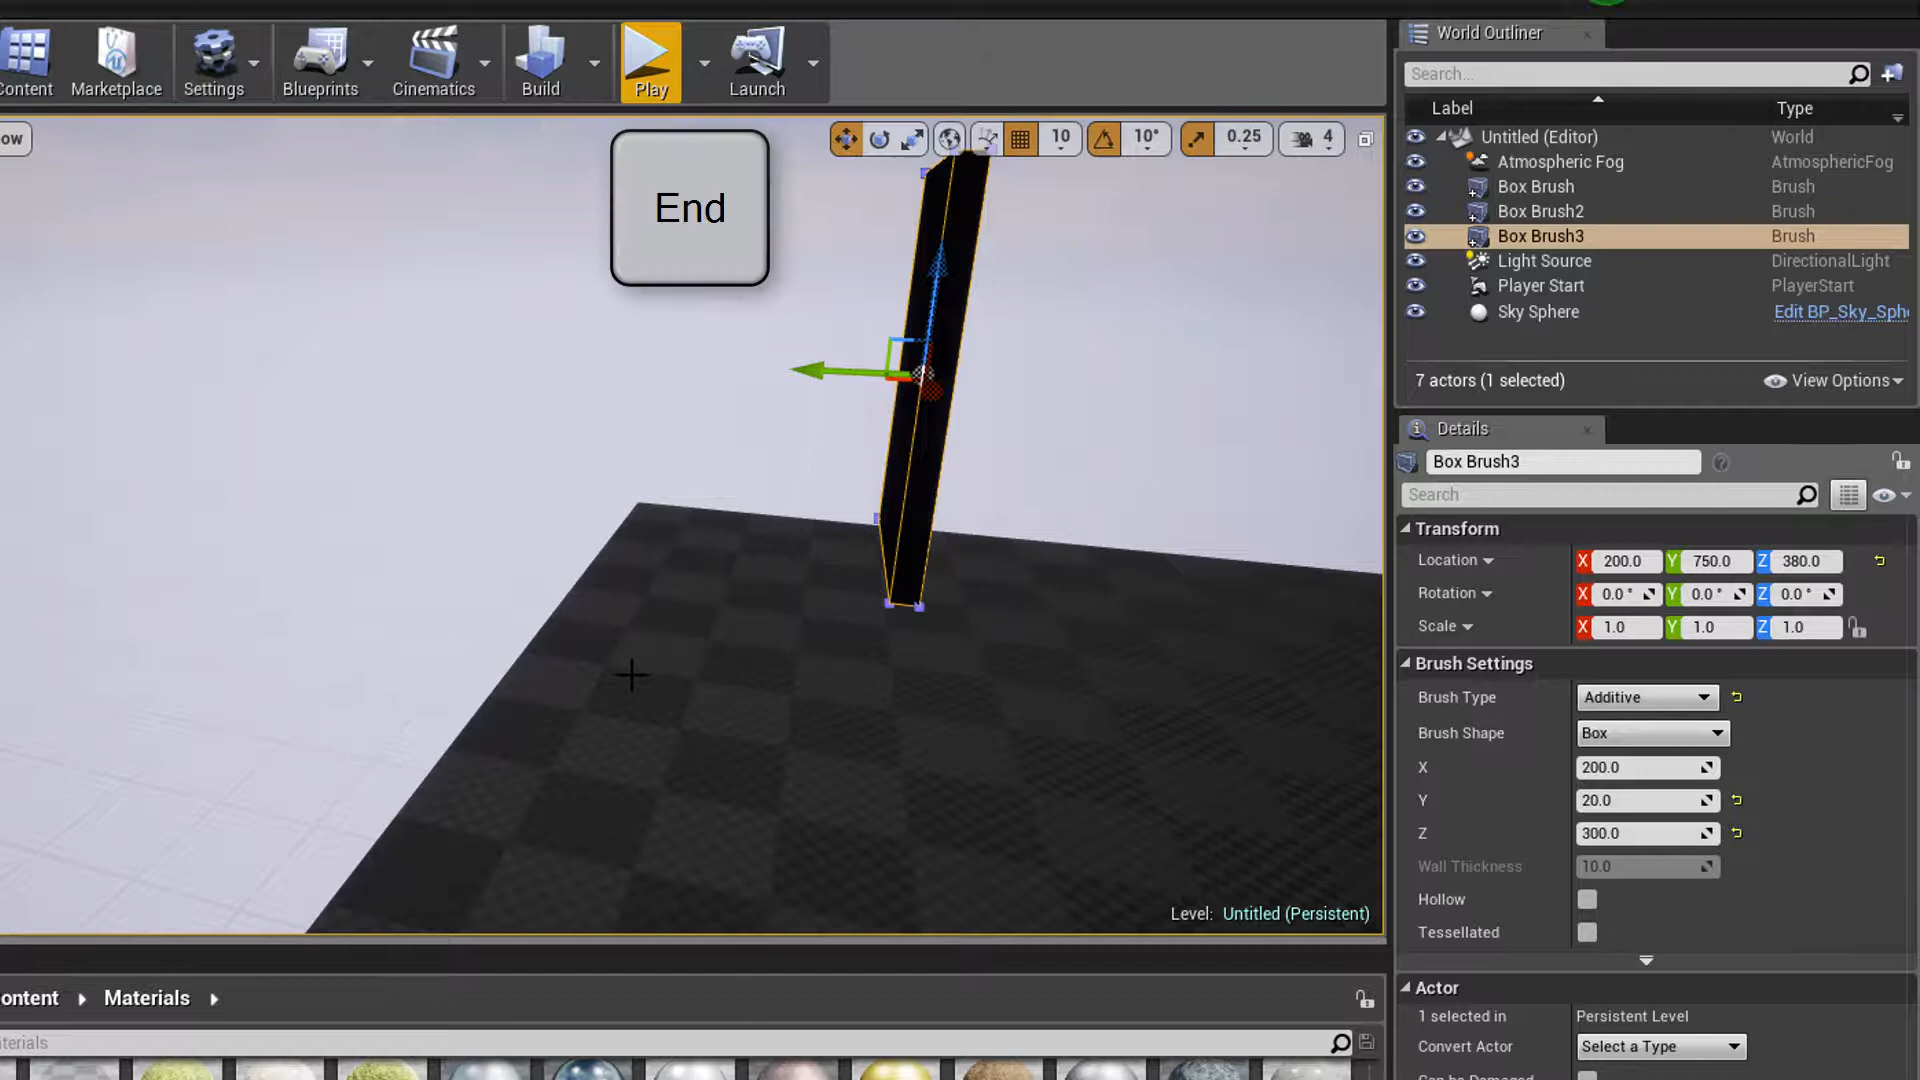 Content
Marketplace
Settings
Blueprints
Cinematics
Build
Play
Launch
ow
End
10
10°
0.25
4
Level: Untitled (Persistent)
ontent
Materials
terials
World Outliner
Search...
Label Type
Untitled (Editor) World
Atmospheric Fog AtmosphericFog
Box Brush Brush
Box Brush2 Brush
Box Brush3 Brush
Light Source DirectionalLight
Player Start PlayerStart
Sky Sphere Edit BP_Sky_Sph
7 actors (1 selected) View Options
Details
Box Brush3
Search
Transform
Location X 200.0 Y 750.0 Z 380.0
Rotation X 0.0° Y 0.0° Z 0.0°
Scale X 1.0 Y 1.0 Z 1.0
Brush Settings
Brush Type Additive
Brush Shape Box
X 200.0
Y 20.0
Z 300.0
Wall Thickness 10.0
Hollow
Tessellated
Actor
1 selected in Persistent Level
Convert Actor Select a Type
Can be Damaged